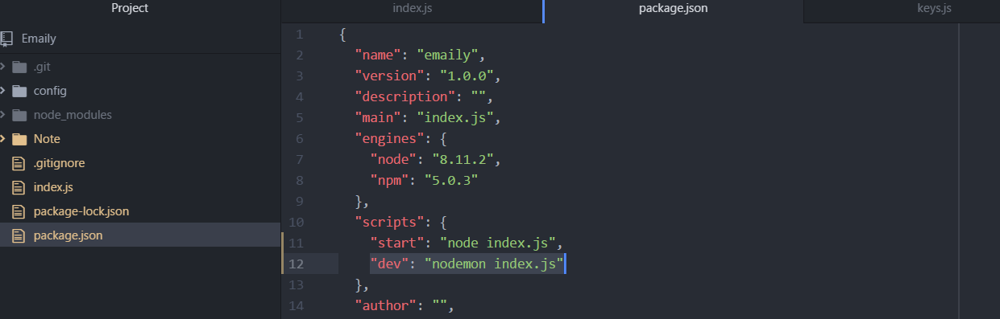 Project
index.js
package.json
keys.js
Emaily
.git
config
node_modules
Note
.gitignore
index.js
package-lock.json
package.json
1 {
2 "name": "emaily",
3 "version": "1.0.0",
4 "description": "",
5 "main": "index.js",
6 "engines": {
7 "node": "8.11.2",
8 "npm": "5.0.3"
9 },
10 "scripts": {
11 "start": "node index.js",
12 "dev": "nodemon index.js"
13 },
14 "author": "",